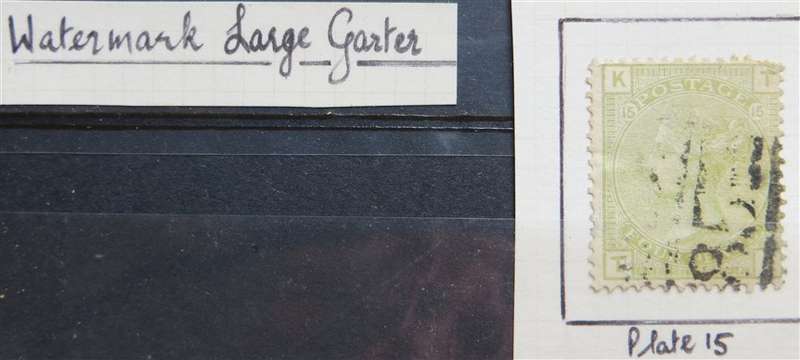 Watermark Large Garter
K T
POSTAGE
15 15
T
Plate 15